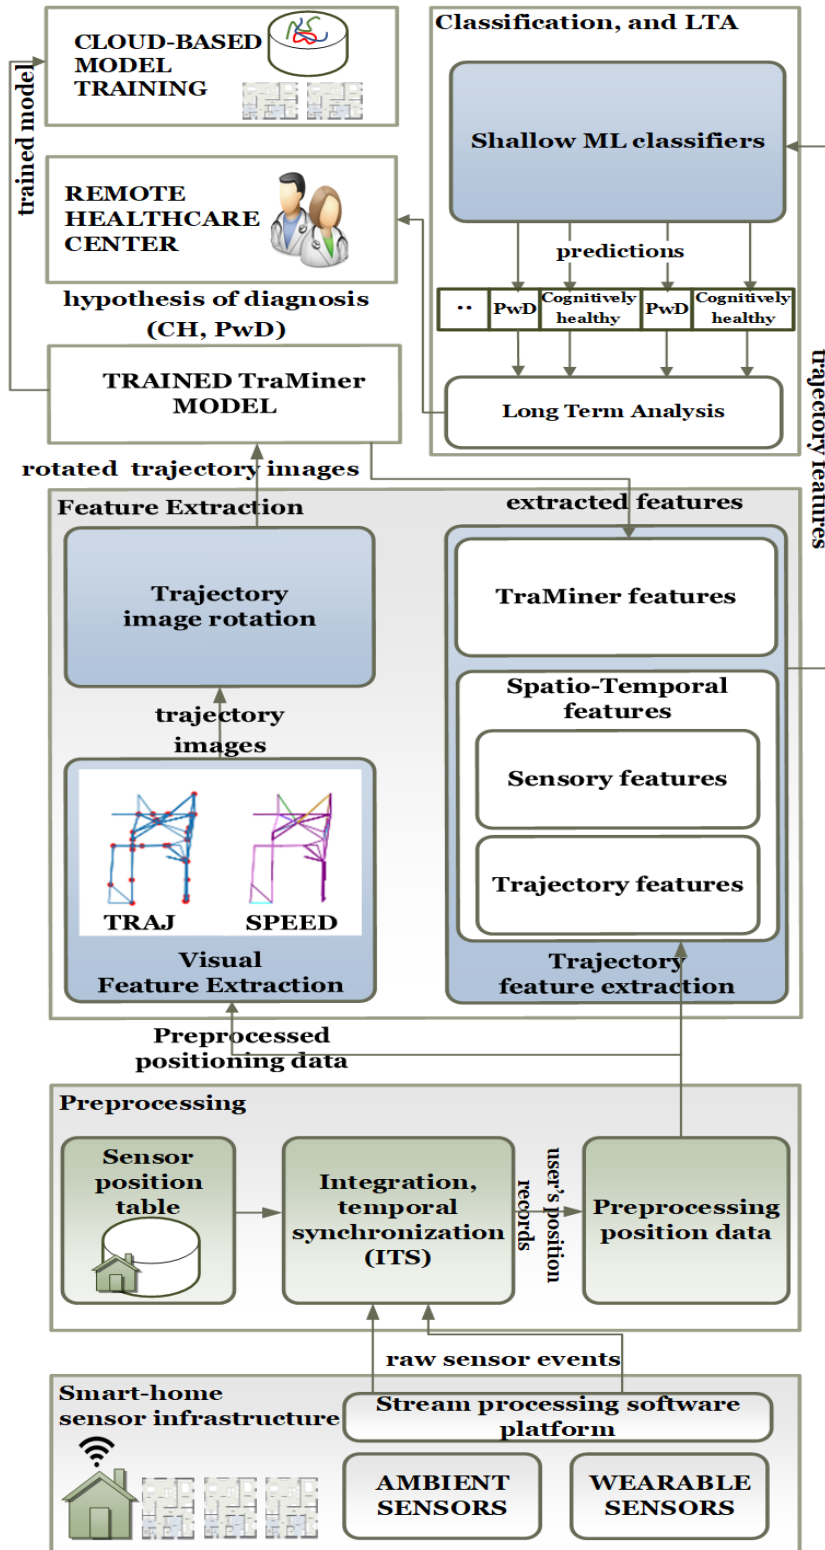 CLOUD-BASED
MODEL
TRAINING
trained model
REMOTE
HEALTHCARE
CENTER
hypothesis of diagnosis
(CH, PwD)
TRAINED TraMiner
MODEL
Classification, and LTA
Shallow ML classifiers
predictions
..
PwD
Cognitively
healthy
PwD
Cognitively
healthy
Long Term Analysis
trajectory features
rotated trajectory images
extracted features
Feature Extraction
Trajectory
image rotation
trajectory
images
TRAJ
SPEED
Visual
Feature Extraction
TraMiner features
Spatio-Temporal
features
Sensory features
Trajectory features
Trajectory
feature extraction
Preprocessed
positioning data
Preprocessing
Sensor
position
table
Integration,
temporal
synchronization
(ITS)
user's position
records
Preprocessing
position data
raw sensor events
Smart-home
sensor infrastructure
Stream processing software
platform
AMBIENT
SENSORS
WEARABLE
SENSORS